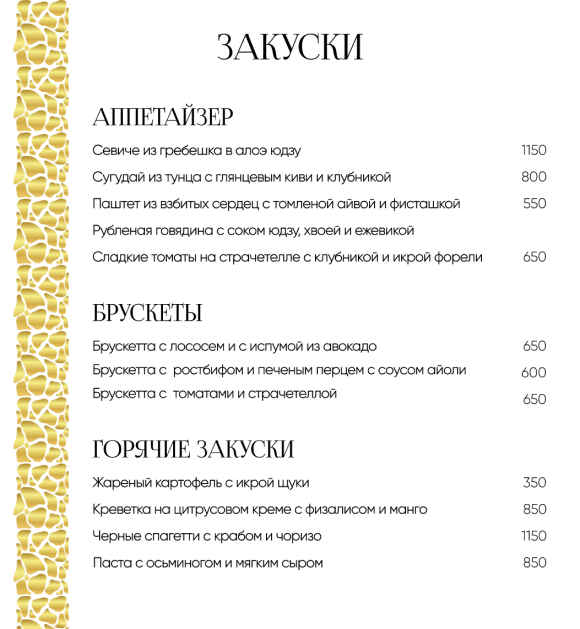 ЗАКУСКИ
АППЕТАЙЗЕР
Севиче из гребешка в алоэ юдзу 1150
Сугудай из тунца с глянцевым киви и клубникой 800
Паштет из взбитых сердец с томленой айвой и фисташкой 550
Рубленая говядина с соком юдзу, хвоей и ежевикой
Сладкие томаты на страчетелле с клубникой и икрой форели 650
БРУСКЕТЫ
Брускетта с лососем и с испумой из авокадо 650
Брускетта с ростбифом и печеным перцем с соусом айоли 600
Брускетта с томатами и страчетеллой 650
ГОРЯЧИЕ ЗАКУСКИ
Жареный картофель с икрой щуки 350
Креветка на цитрусовом креме с физалисом и манго 850
Черные спагетти с крабом и чоризо 1150
Паста с осьминогом и мягким сыром 850